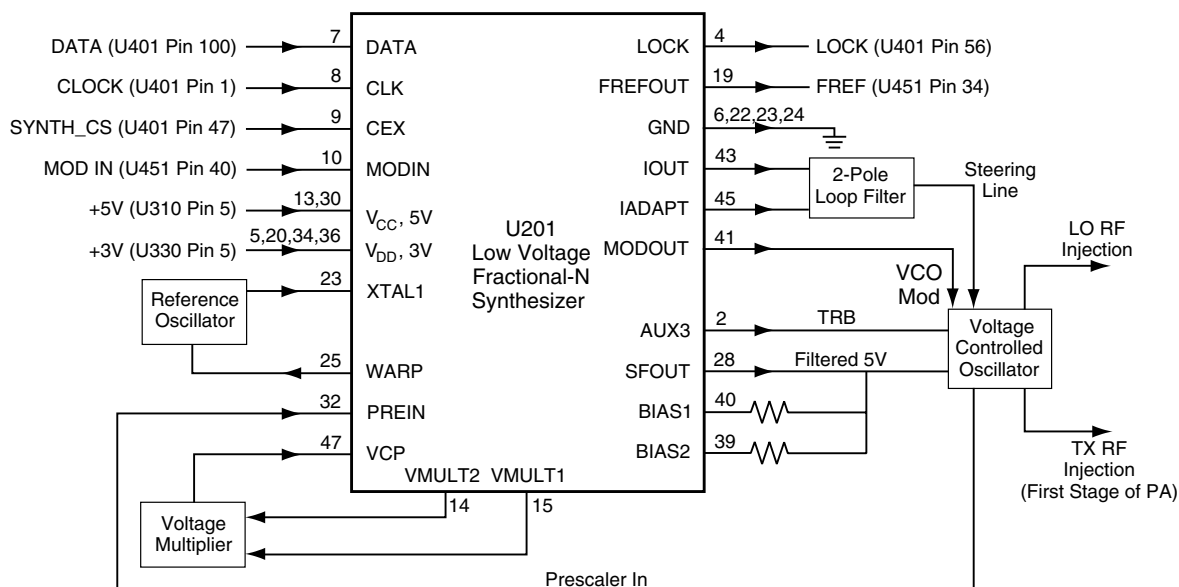 DATA (U401 Pin 100)
7
DATA
CLOCK (U401 Pin 1)
8
CLK
SYNTH_CS (U401 Pin 47)
9
CEX
MOD IN (U451 Pin 40)
10
MODIN
+5V (U310 Pin 5)
13,30
VCC, 5V
+3V (U330 Pin 5)
5,20,34,36
VDD, 3V
Reference
Oscillator
23
XTAL1
25
WARP
32
PREIN
47
VCP
Voltage
Multiplier
VMULT2
14
VMULT1
15
U201
Low Voltage
Fractional-N
Synthesizer
LOCK
4
LOCK (U401 Pin 56)
FREFOUT
19
FREF (U451 Pin 34)
GND
6,22,23,24
IOUT
43
IADAPT
45
2-Pole
Loop Filter
Steering
Line
MODOUT
41
VCO
Mod
AUX3
2
TRB
SFOUT
28
Filtered 5V
BIAS1
40
BIAS2
39
Voltage
Controlled
Oscillator
LO RF
Injection
TX RF
Injection
(First Stage of PA)
Prescaler In